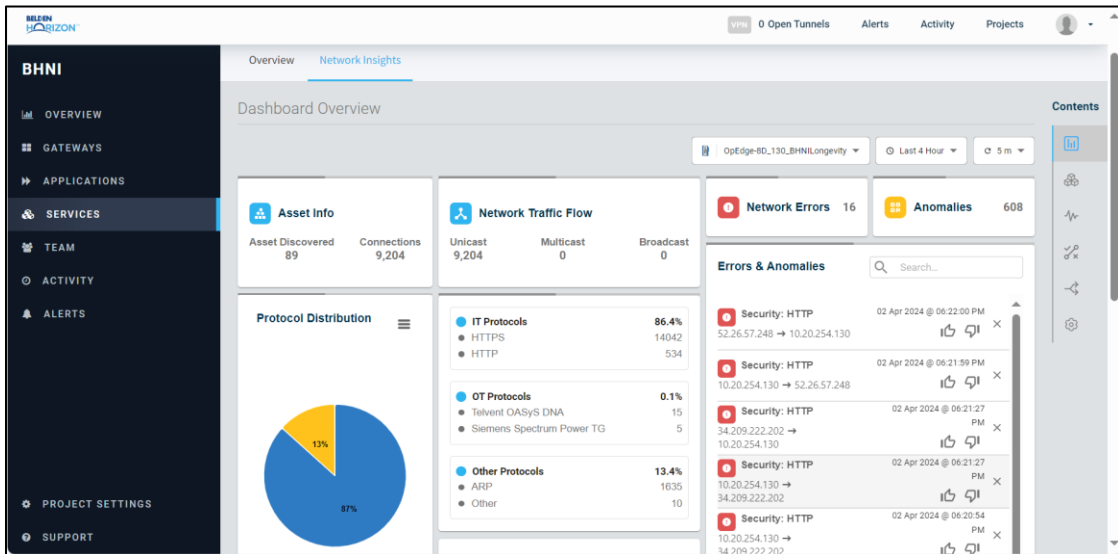 BELDEN
HORIZON
VPN 0 Open Tunnels Alerts Activity Projects
BHNI
OVERVIEW
GATEWAYS
APPLICATIONS
SERVICES
TEAM
ACTIVITY
ALERTS
PROJECT SETTINGS
SUPPORT
Overview Network Insights
Dashboard Overview
OpEdge-8D_130_BHNILongevity Last 4 Hour 5 m
Asset Info
Asset Discovered Connections
89 9,204
Network Traffic Flow
Unicast Multicast Broadcast
9,204 0 0
Network Errors 16
Anomalies 608
Protocol Distribution
13%
87%
IT Protocols 86.4%
HTTPS 14042
HTTP 534
OT Protocols 0.1%
Telvent OASyS DNA 15
Siemens Spectrum Power TG 5
Other Protocols 13.4%
ARP 1635
Other 10
Errors & Anomalies Search...
Security: HTTP 02 Apr 2024 @ 06:22:00 PM
52.26.57.248 → 10.20.254.130
Security: HTTP 02 Apr 2024 @ 06:21:59 PM
10.20.254.130 → 52.26.57.248
Security: HTTP 02 Apr 2024 @ 06:21:27
PM
34.209.222.202 →
10.20.254.130
Security: HTTP 02 Apr 2024 @ 06:21:27
PM
10.20.254.130 →
34.209.222.202
Security: HTTP 02 Apr 2024 @ 06:20:54
PM
10.20.254.130 →
34.209.222.202
Contents